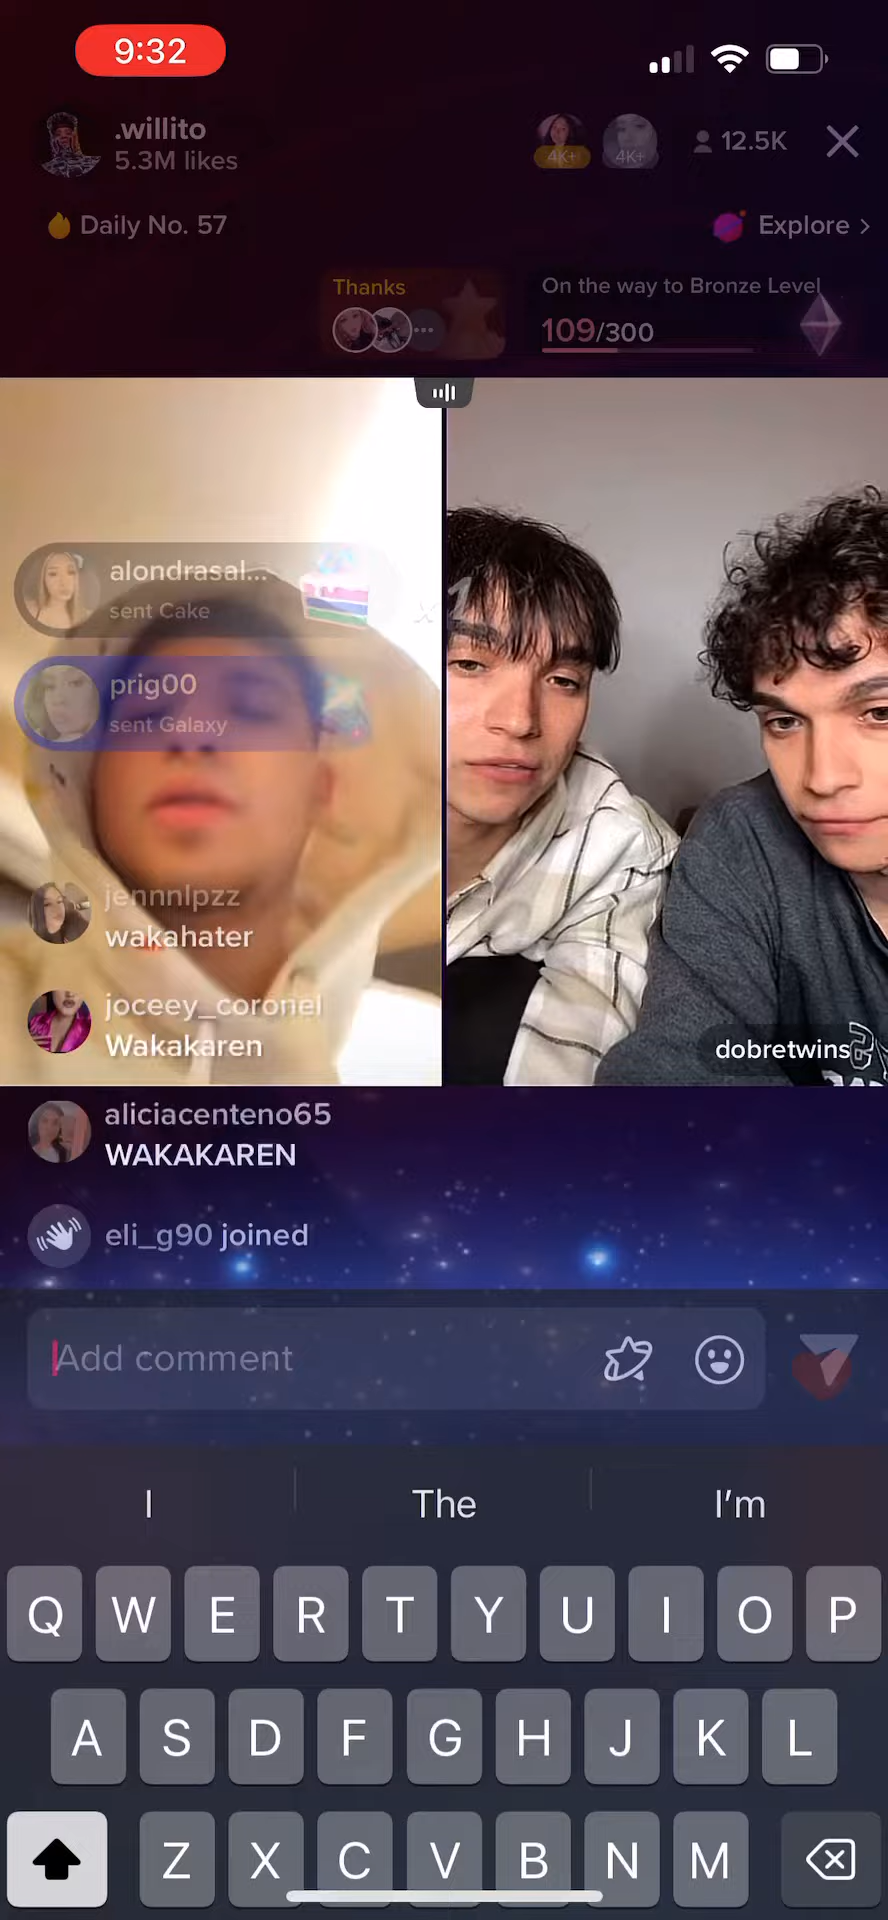 9:32
.willito
5.3M likes
4K+
4K+
12.5K
Daily No. 57
Explore >
Thanks
On the way to Bronze Level
109/300
alondrasal...
sent Cake
x 1
prig00
sent Galaxy
jennnlpzz
wakahater
joceey_coronel
Wakakaren
dobretwins
aliciacenteno65
WAKAKAREN
eli_g90 joined
Add comment
I
The
I'm
Q W E R T Y U I O P
A S D F G H J K L
Z X C V B N M